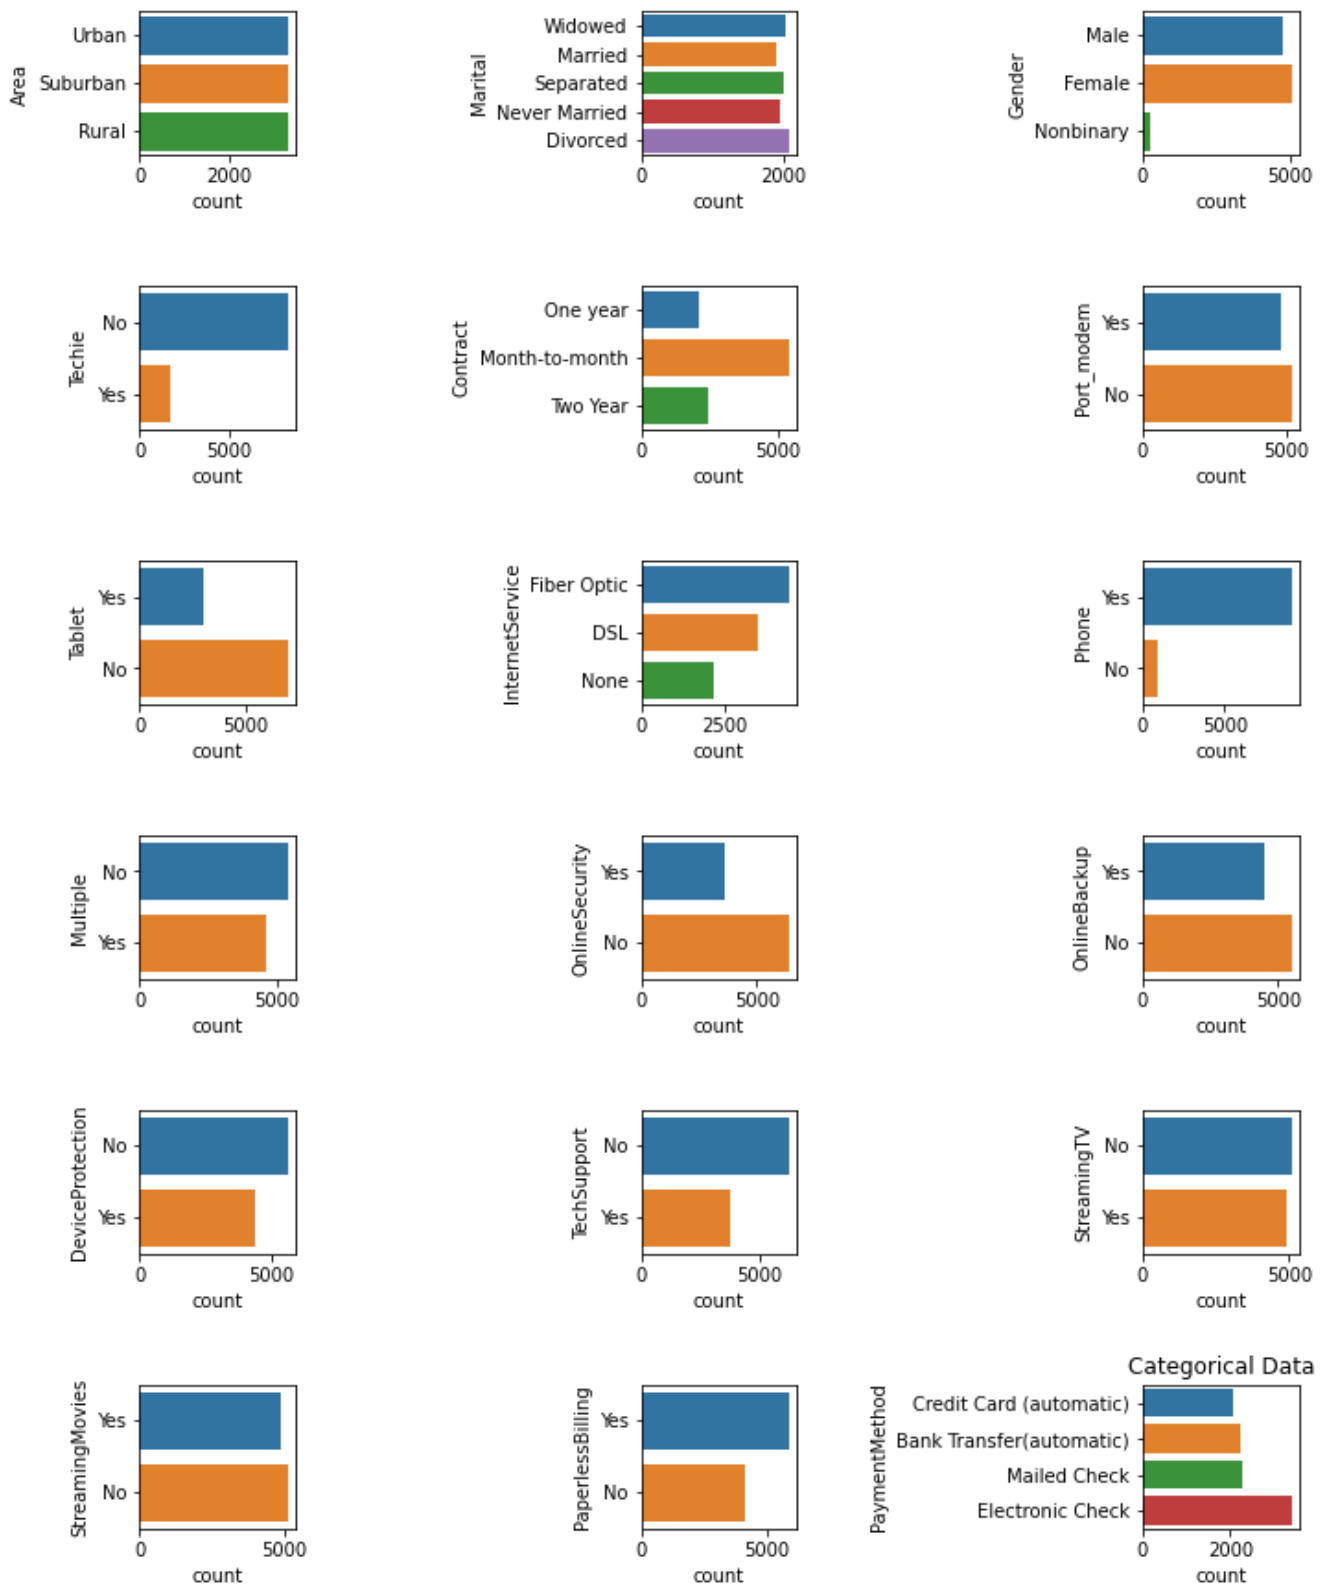 Area
Urban
Suburban
Rural
0 2000
count
Marital
Widowed
Married
Separated
Never Married
Divorced
0 2000
count
Gender
Male
Female
Nonbinary
0 5000
count
Techie
No
Yes
0 5000
count
Contract
One year
Month-to-month
Two Year
0 5000
count
Port_modem
Yes
No
0 5000
count
Tablet
Yes
No
0 5000
count
InternetService
Fiber Optic
DSL
None
0 2500
count
Phone
Yes
No
0 5000
count
Multiple
No
Yes
0 5000
count
OnlineSecurity
Yes
No
0 5000
count
OnlineBackup
Yes
No
0 5000
count
DeviceProtection
No
Yes
0 5000
count
TechSupport
No
Yes
0 5000
count
StreamingTV
No
Yes
0 5000
count
StreamingMovies
Yes
No
0 5000
count
PaperlessBilling
Yes
No
0 5000
count
Categorical Data
PaymentMethod
Credit Card (automatic)
Bank Transfer(automatic)
Mailed Check
Electronic Check
0 2000
count